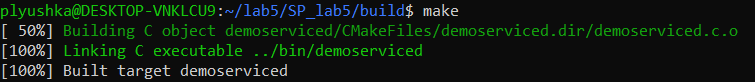 plyushka@DESKTOP-VNKLCU9:~/lab5/SP_lab5/build$ make
[ 50%] Building C object demoserviced/CMakeFiles/demoserviced.dir/demoserviced.c.o
[100%] Linking C executable ../bin/demoserviced
[100%] Built target demoserviced